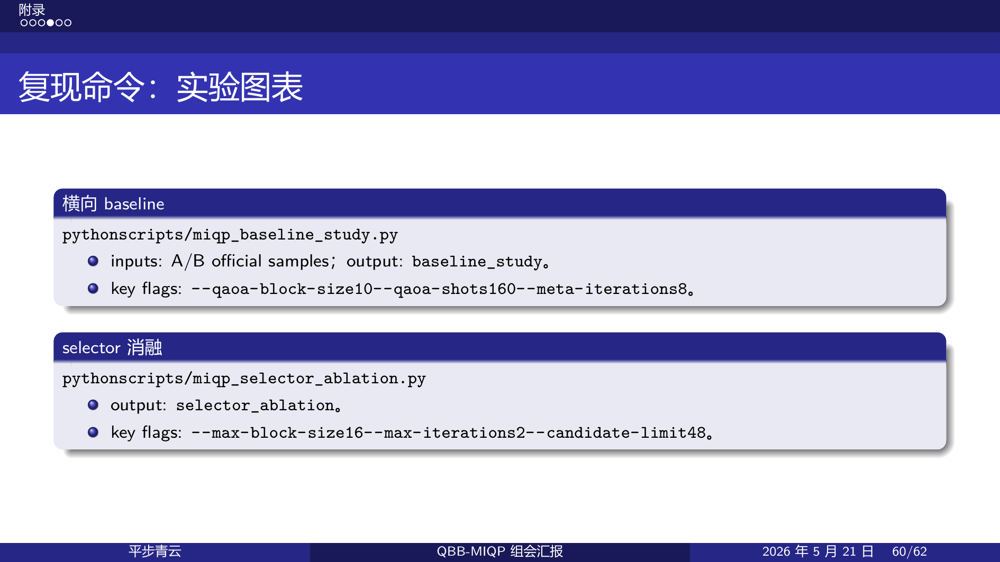 附录
复现命令：实验图表
横向 baseline
pythonscripts/miqp_baseline_study.py
inputs: A/B official samples；output: baseline_study。
key flags: --qaoa-block-size10--qaoa-shots160--meta-iterations8。
selector 消融
pythonscripts/miqp_selector_ablation.py
output: selector_ablation。
key flags: --max-block-size16--max-iterations2--candidate-limit48。
平步青云
QBB-MIQP 组会汇报
2026 年 5 月 21 日 60/62